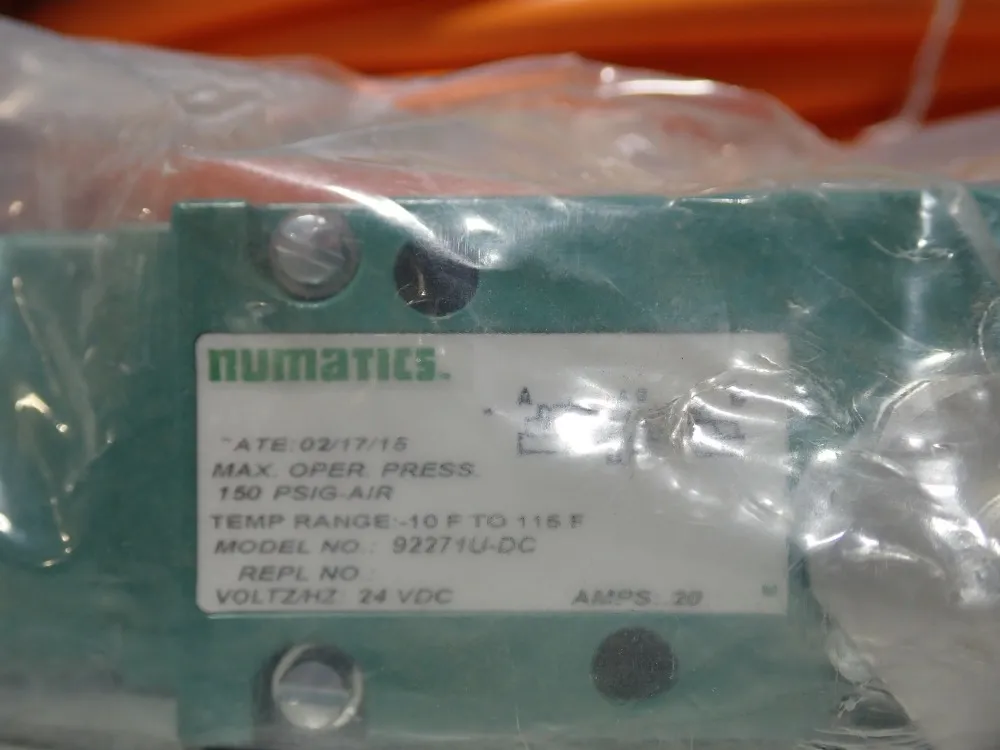 numatics
A
ATE: 02/17/15
MAX. OPER. PRESS.
150 PSIG-AIR
TEMP RANGE:-10 F TO 115 F
MODEL NO.: 92271U-DC
REPL NO.:
VOLTZ/HZ: 24 VDC AMPS .20